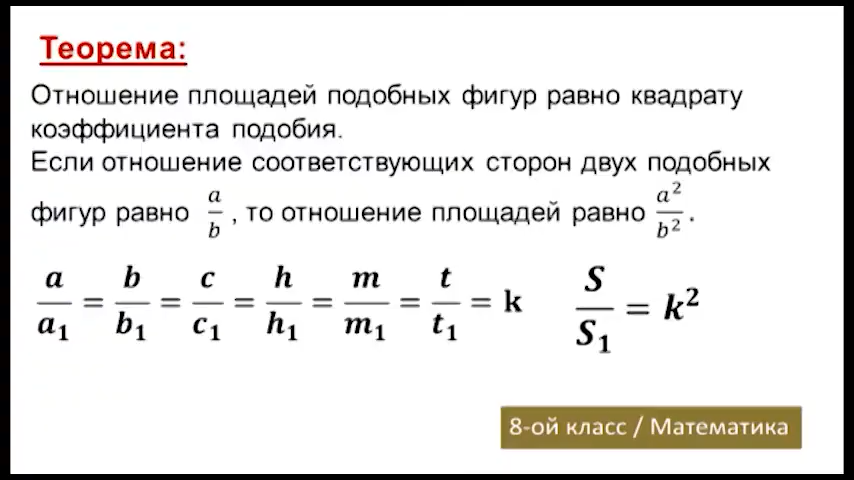 Теорема:
Отношение площадей подобных фигур равно квадрату
коэффициента подобия.
Если отношение соответствующих сторон двух подобных
фигур равно a/b , то отношение площадей равно a²/b² .
a/a₁ = b/b₁ = c/c₁ = h/h₁ = m/m₁ = t/t₁ = k
S/S₁ = k²
8-ой класс / Математика